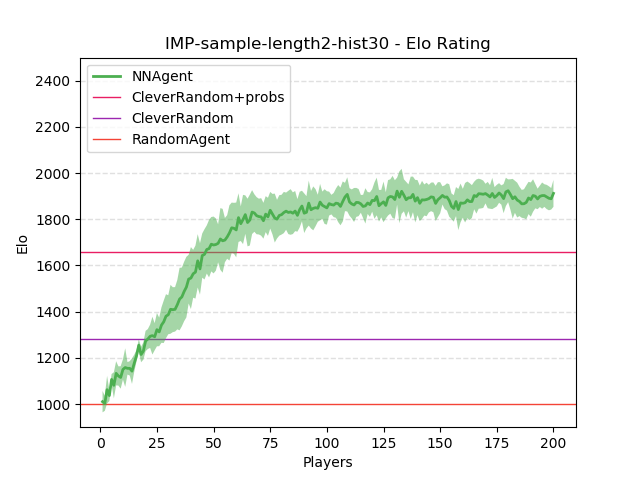 IMP-sample-length2-hist30 - Elo Rating
NNAgent
CleverRandom+probs
CleverRandom
RandomAgent
Elo
2400
2200
2000
1800
1600
1400
1200
1000
0 25 50 75 100 125 150 175 200
Players